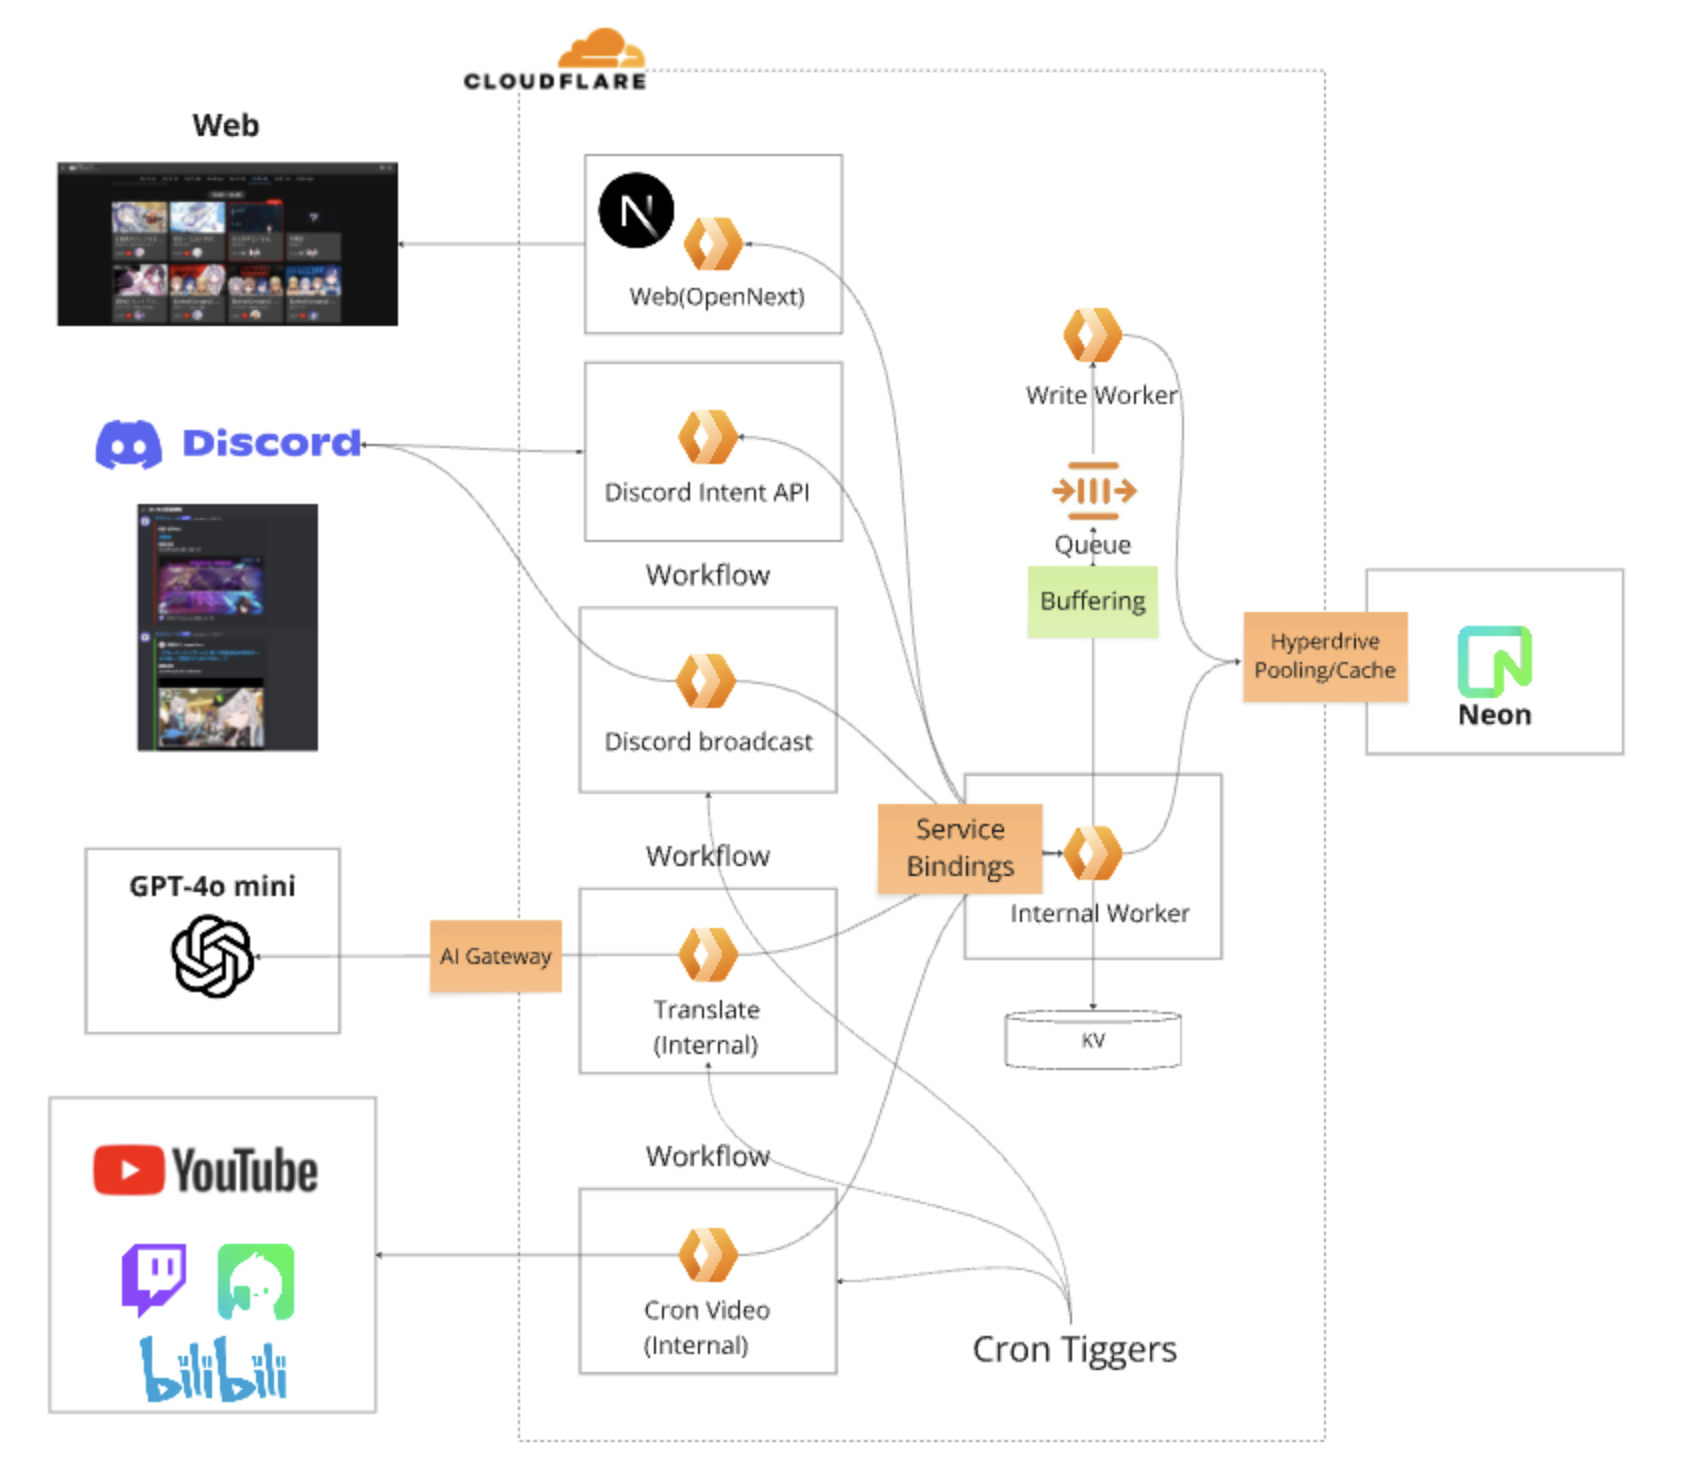 CLOUDFLARE
Web
Web(OpenNext)
Discord
Discord Intent API
Write Worker
Queue
Buffering
Workflow
Discord broadcast
Hyperdrive
Pooling/Cache
Neon
Service
Bindings
Internal Worker
KV
Workflow
GPT-4o mini
AI Gateway
Translate
(Internal)
Workflow
YouTube
bilibili
Cron Video
(Internal)
Cron Tiggers